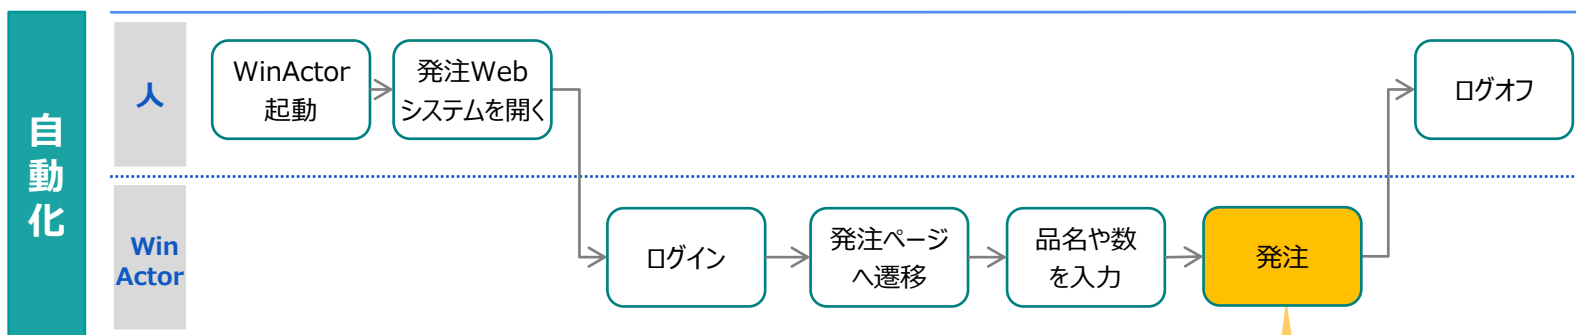 自動化
人
WinActor
起動
発注Web
システムを開く
ログオフ
Win
Actor
ログイン
発注ページ
へ遷移
品名や数
を入力
発注